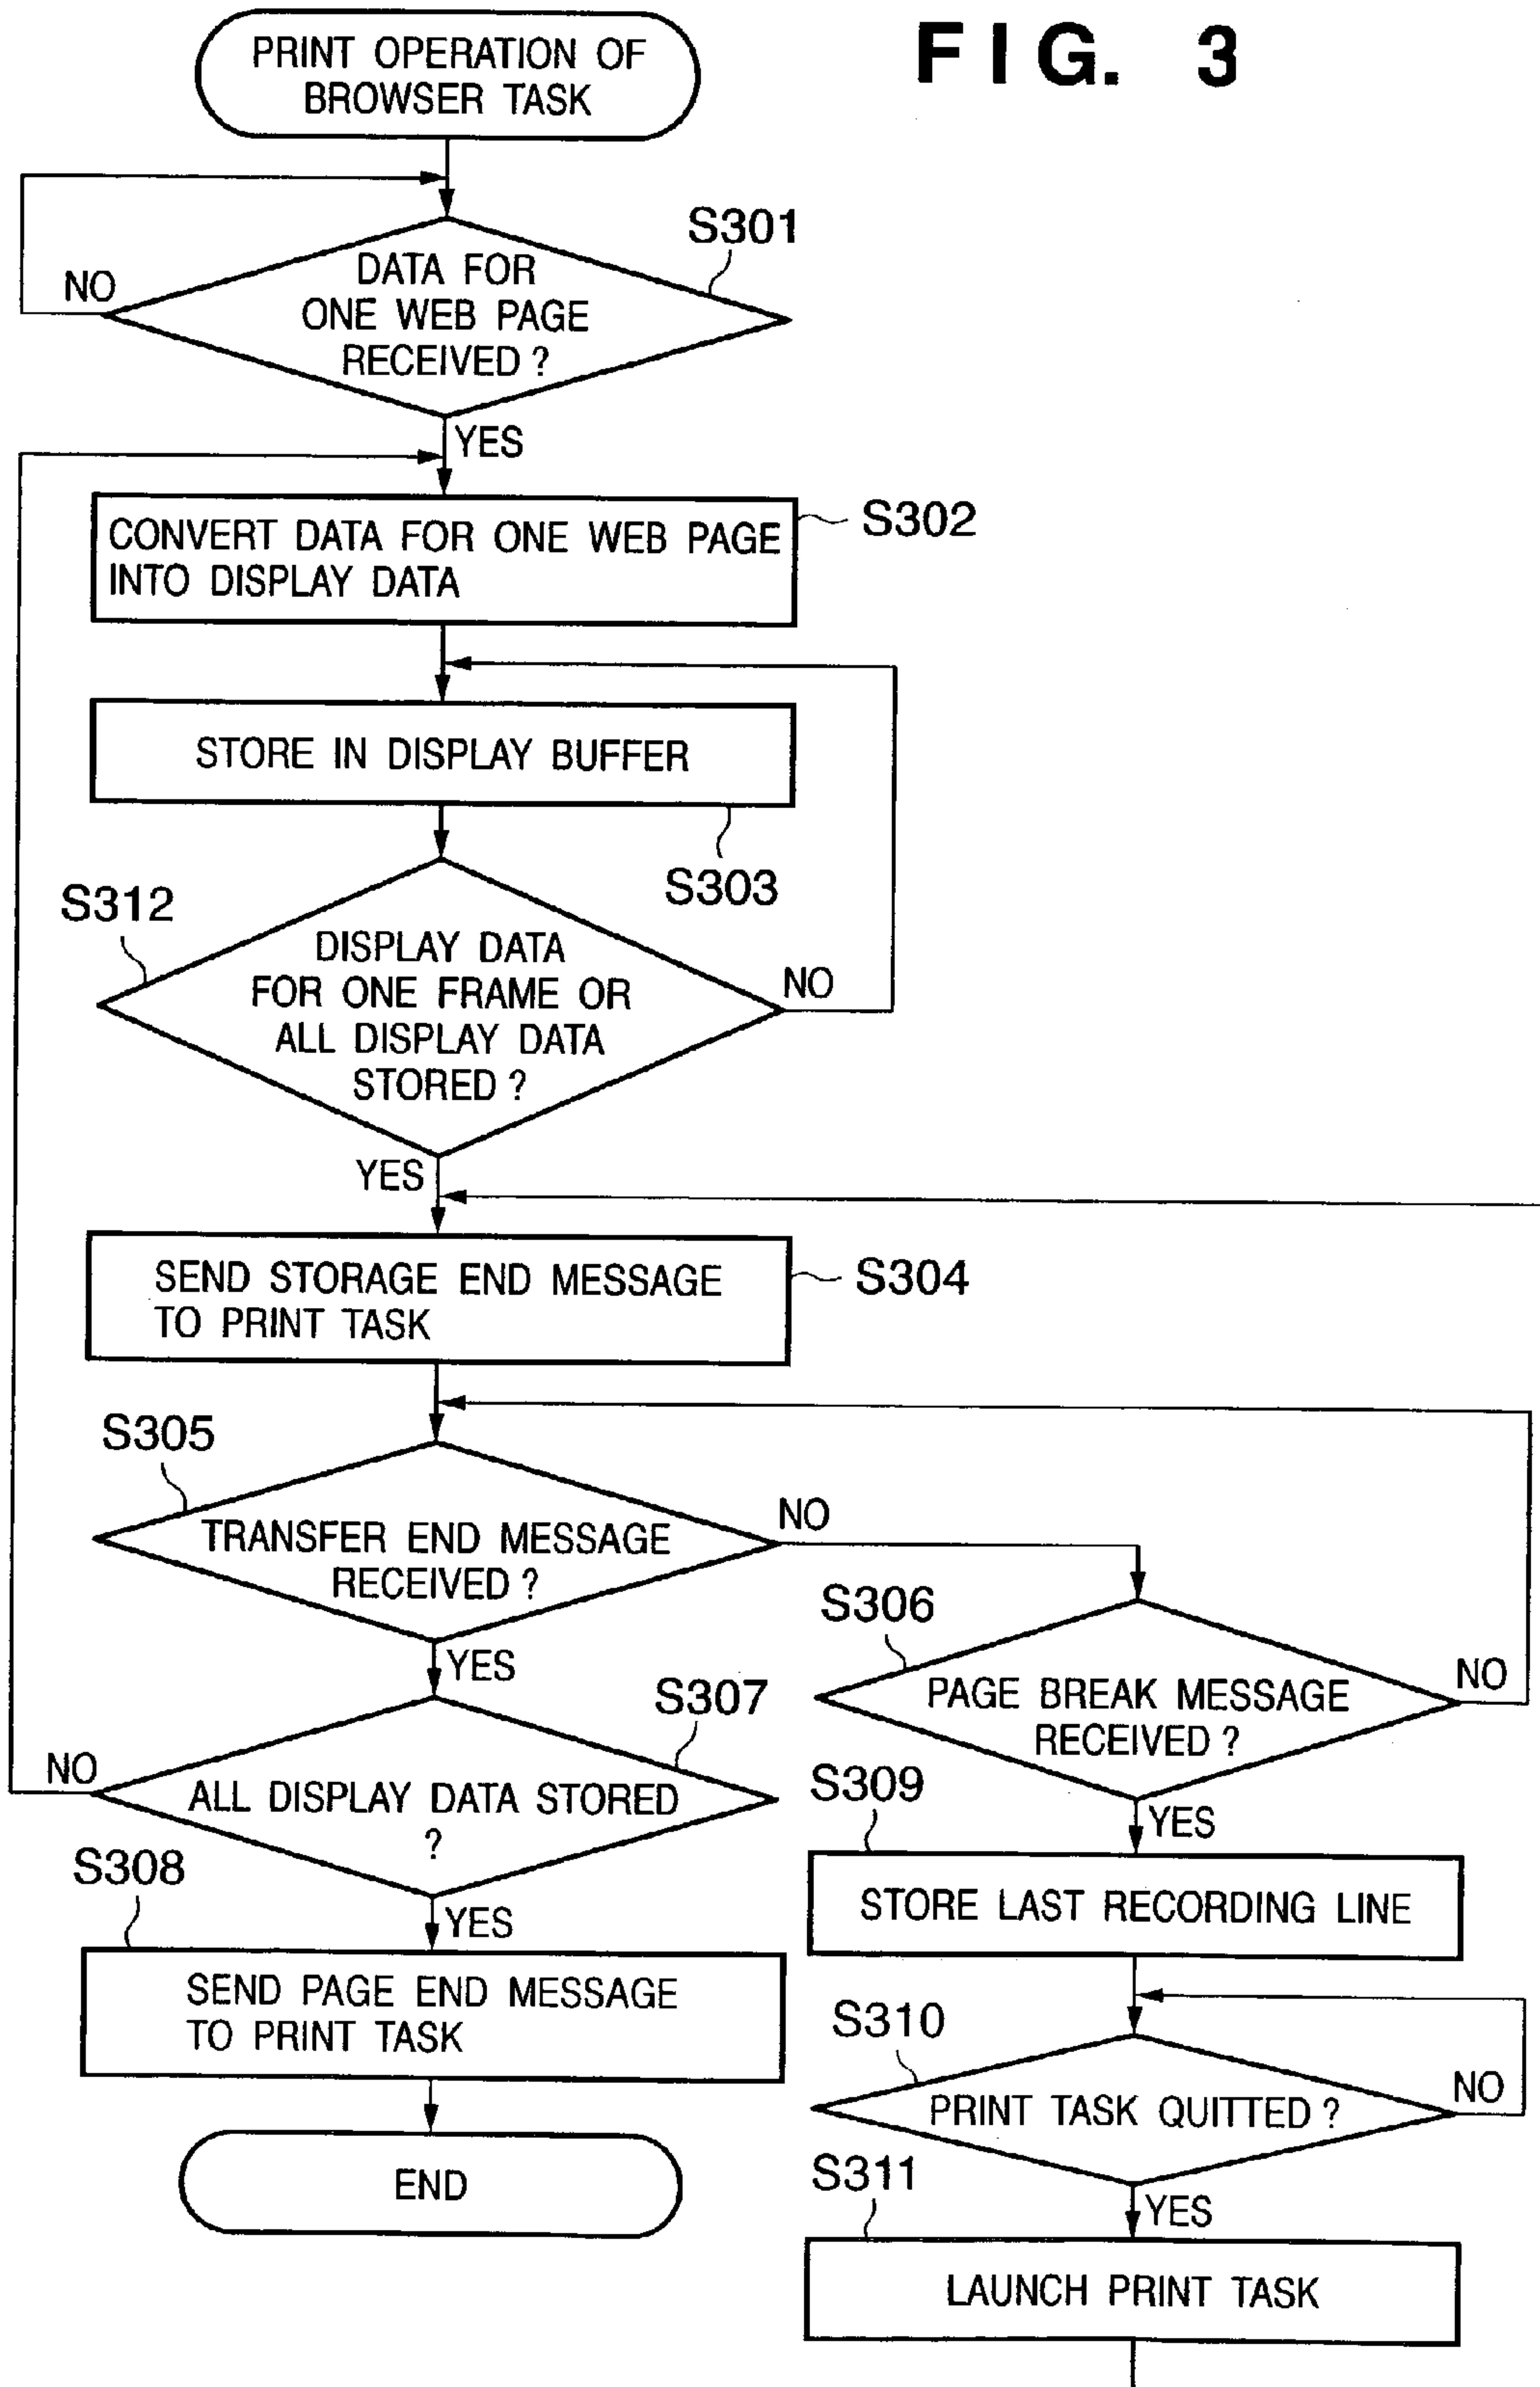 FIG. 3
PRINT OPERATION OF
BROWSER TASK
S301
DATA FOR
ONE WEB PAGE
RECEIVED ?
NO
YES
S302
CONVERT DATA FOR ONE WEB PAGE
INTO DISPLAY DATA
STORE IN DISPLAY BUFFER
S303
S312
DISPLAY DATA
FOR ONE FRAME OR
ALL DISPLAY DATA
STORED ?
NO
YES
SEND STORAGE END MESSAGE
TO PRINT TASK
S304
S305
TRANSFER END MESSAGE
RECEIVED ?
NO
YES
S306
PAGE BREAK MESSAGE
RECEIVED ?
NO
YES
S307
ALL DISPLAY DATA STORED
?
NO
YES
S308
SEND PAGE END MESSAGE
TO PRINT TASK
END
S309
STORE LAST RECORDING LINE
S310
PRINT TASK QUITTED ?
NO
YES
S311
LAUNCH PRINT TASK